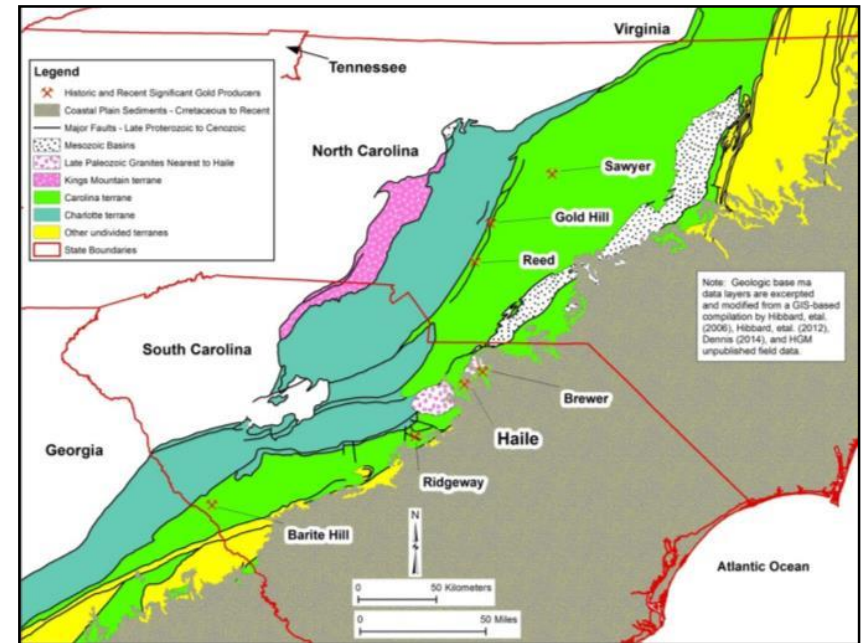 Virginia
Tennessee
Legend
Historic and Recent Significant Gold Producers
Coastal Plain Sediments - Crretaceous to Recent
Major Faults - Late Proterozoic to Cenozoic
Mesozoic Basins
Late Paleozoic Granites Nearest to Haile
Kings Mountain terrane
Carolina terrane
Charlotte terrane
Other undivided terranes
State Boundaries
North Carolina
Sawyer
Gold Hill
Reed
Note: Geologic base ma
data layers are excerpted
and modified from a GIS-based
compilation by Hibbard, etal.
(2006), Hibbard, etal. (2012),
Dennis (2014), and HGM
unpublished field data.
South Carolina
Brewer
Haile
Georgia
Ridgeway
N
Barite Hill
Atlantic Ocean
0 50 Kilometers
0 50 Miles